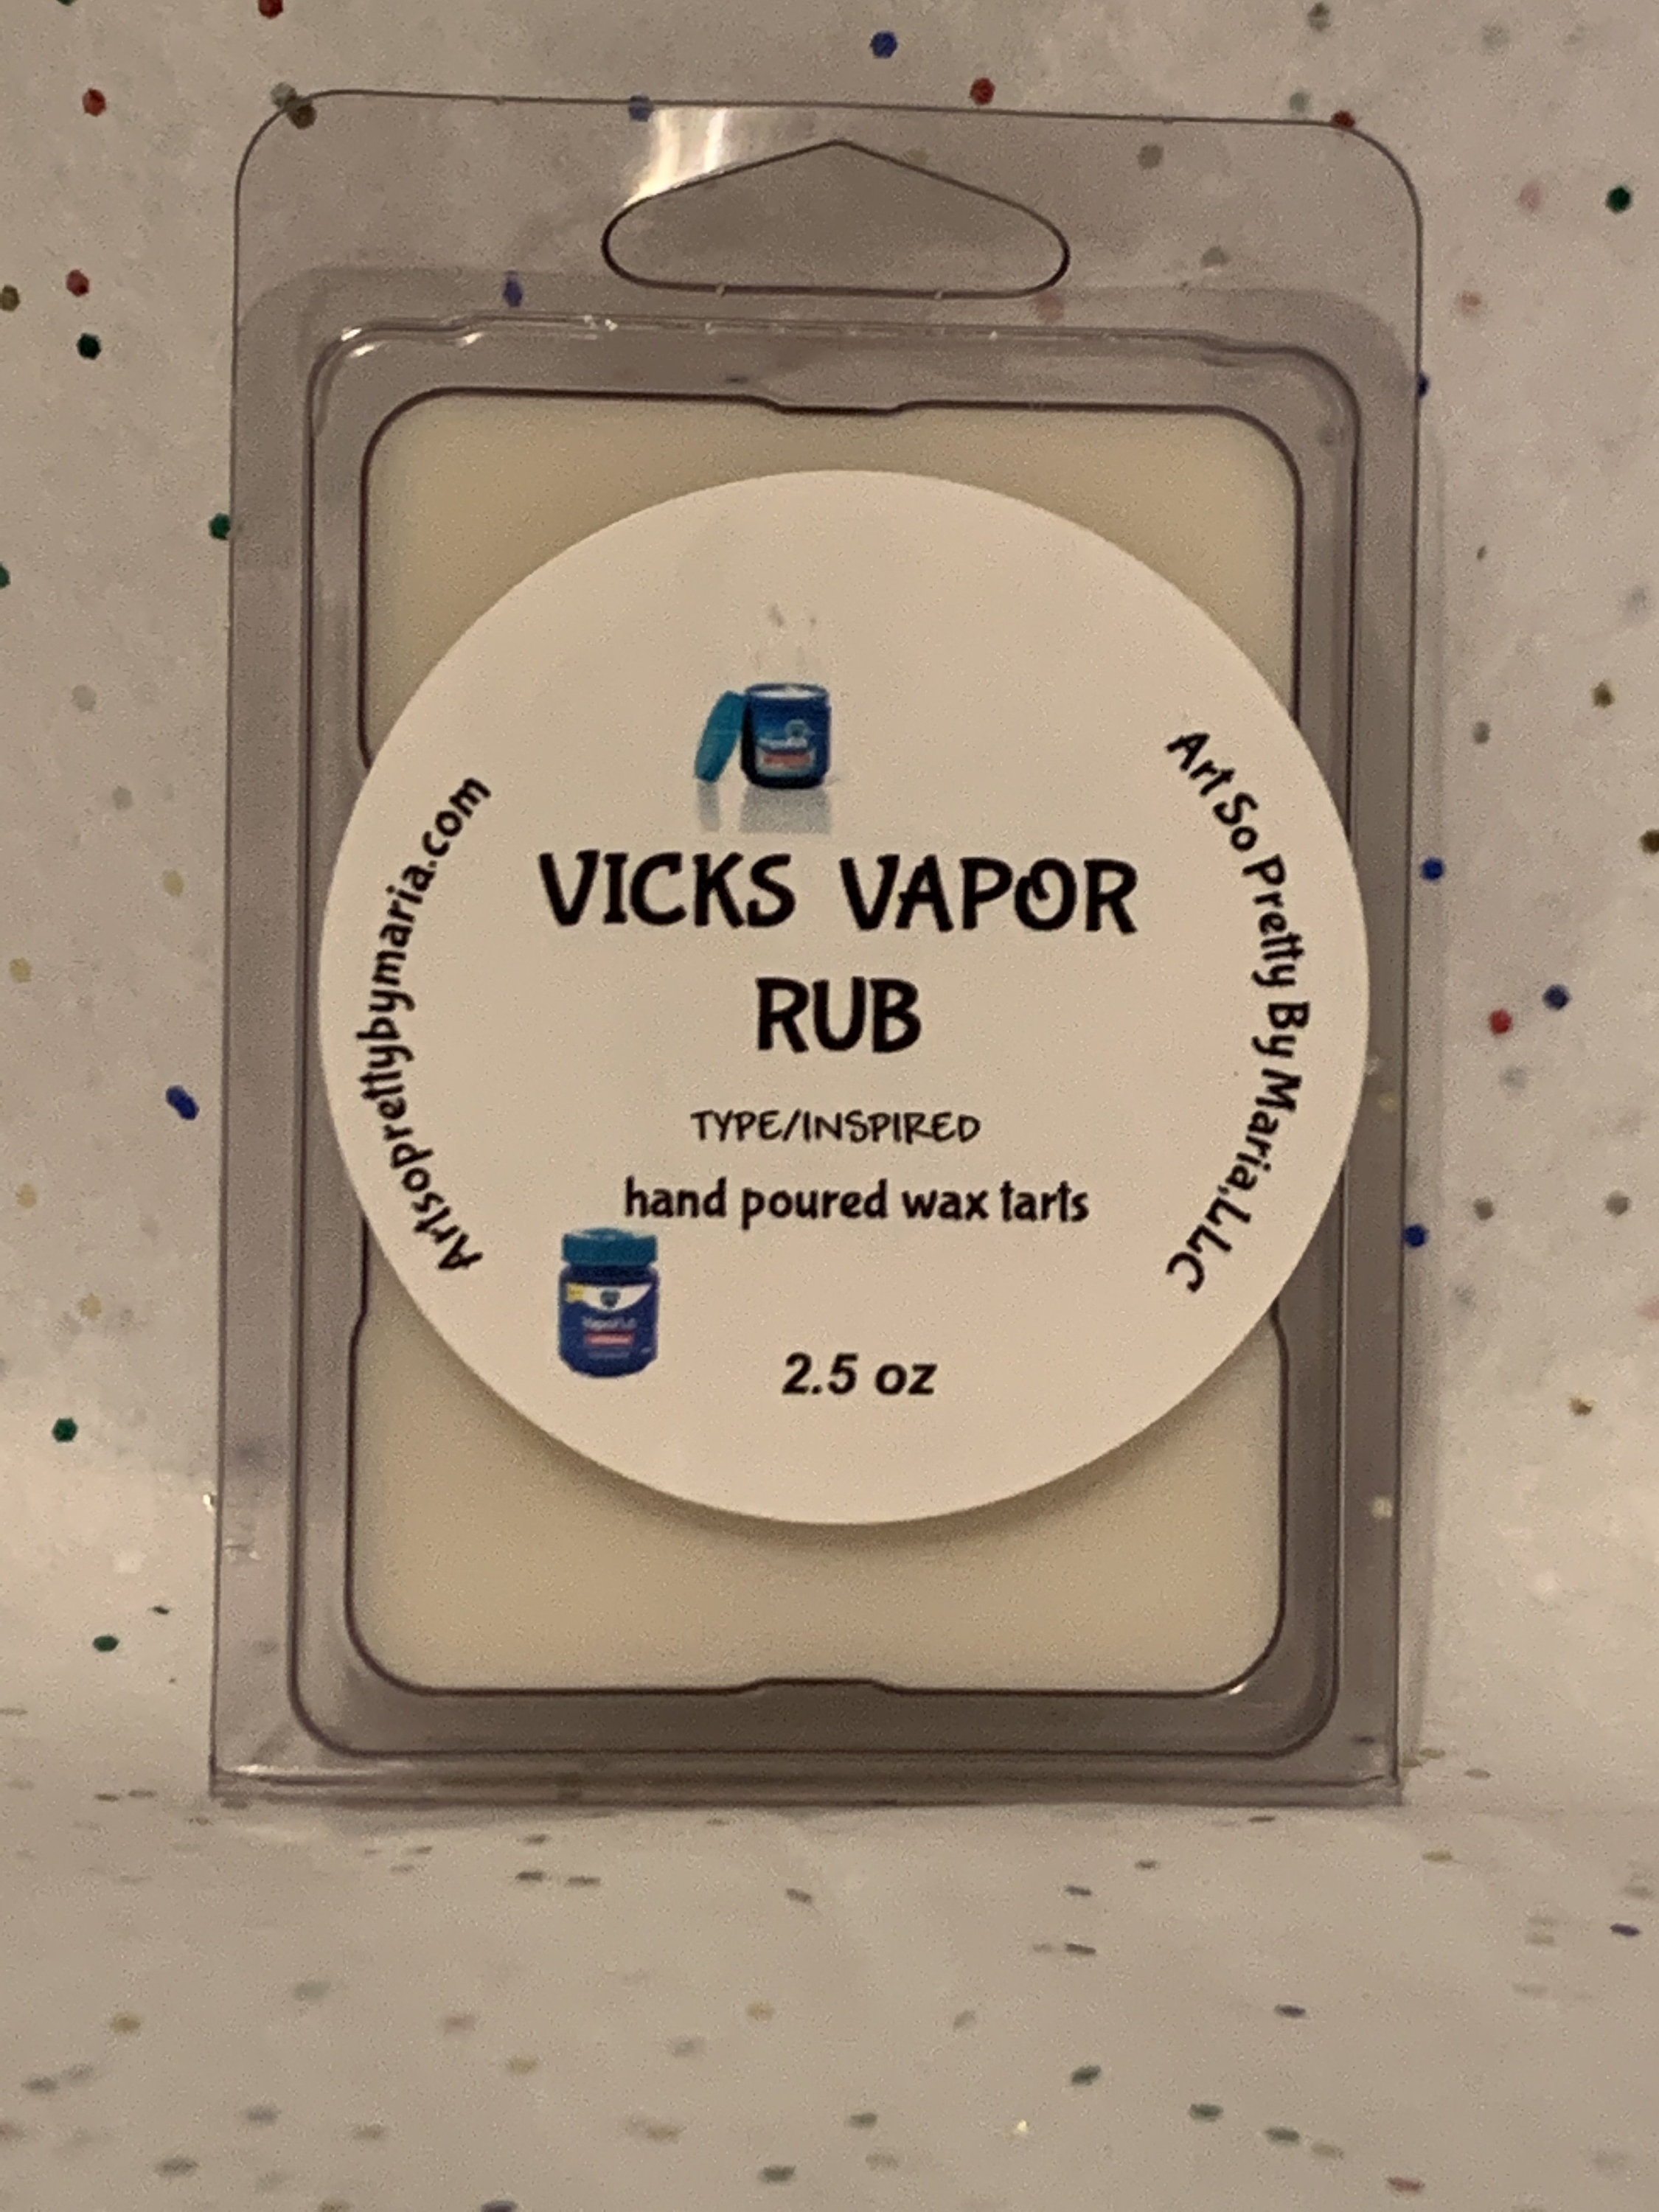 VICKS VAPOR
RUB
TYPE/INSPIRED
hand poured wax tarts
2.5 oz
Artsoprettybymaria.com
Art So Pretty By Maria,LLc